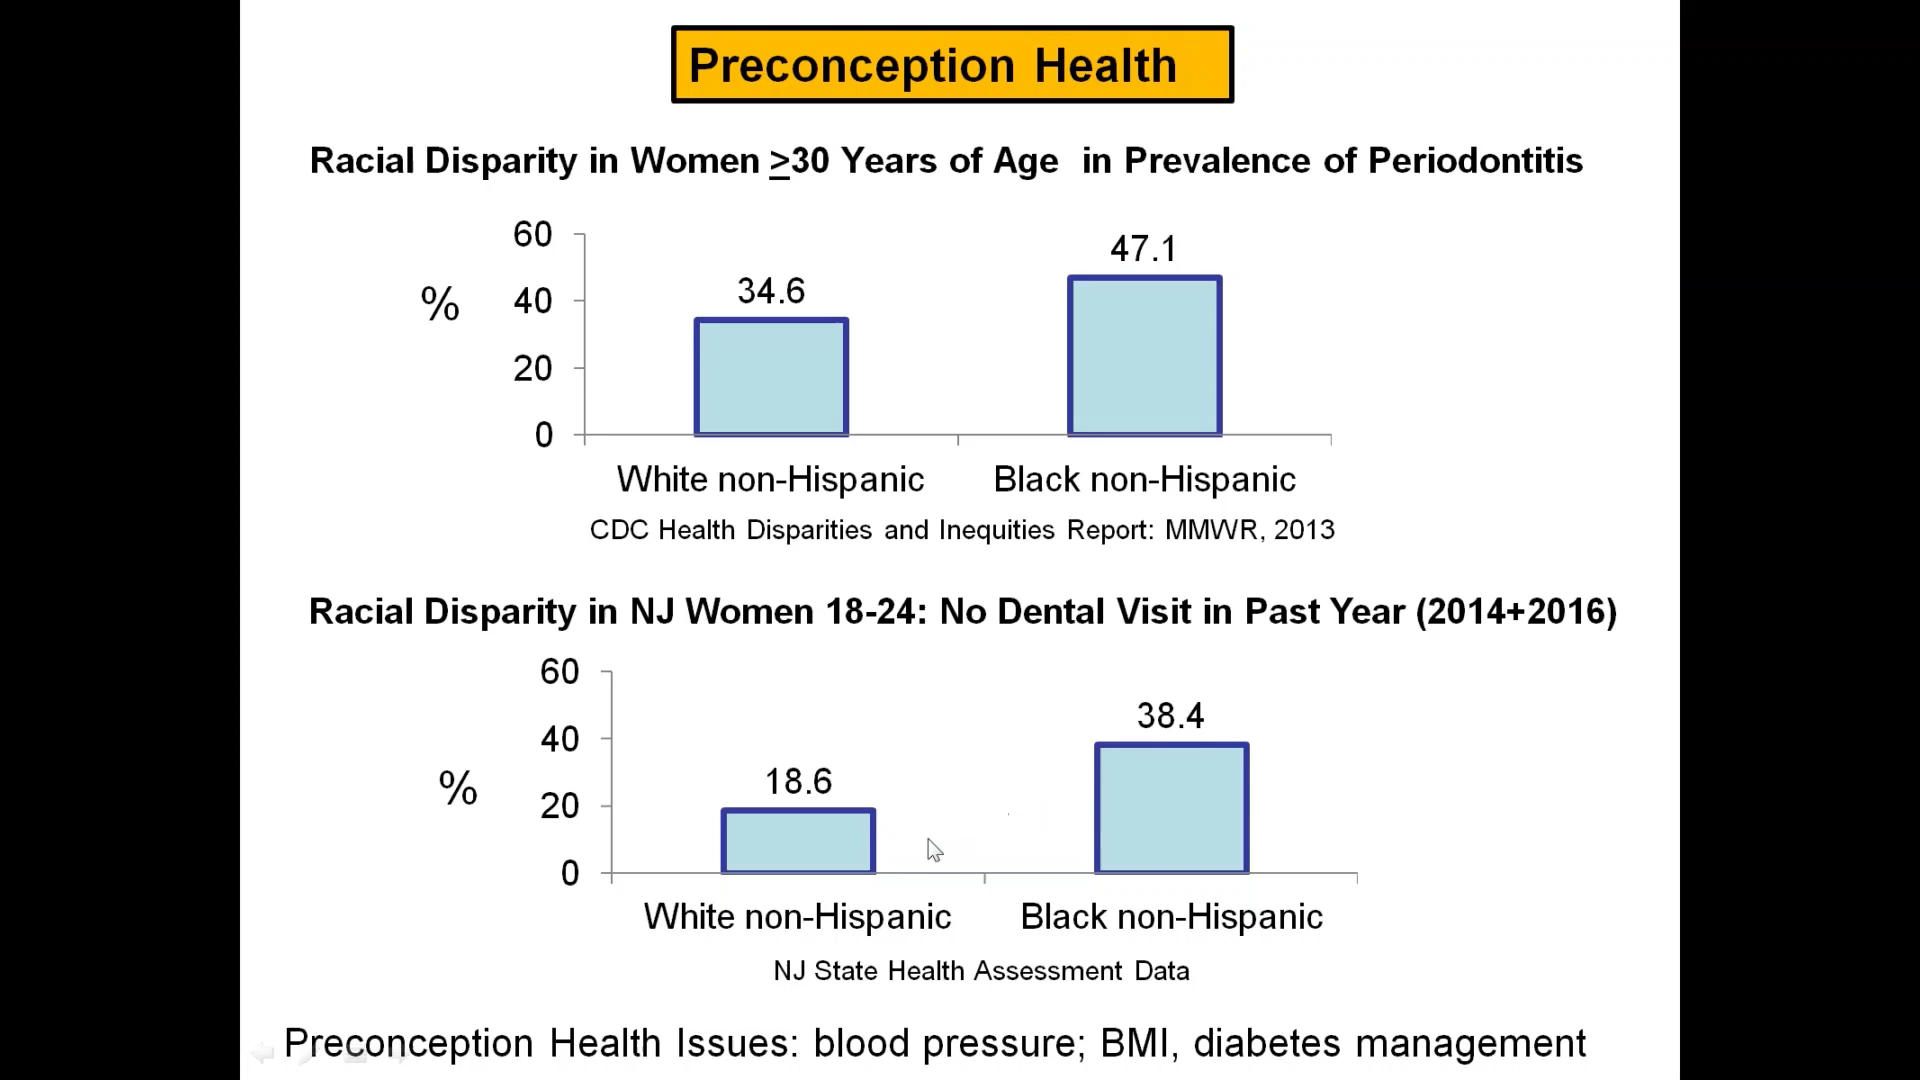 Preconception Health
Racial Disparity in Women >30 Years of Age in Prevalence of Periodontitis
60
40
20
0
%
34.6
47.1
White non-Hispanic
Black non-Hispanic
CDC Health Disparities and Inequities Report: MMWR, 2013
Racial Disparity in NJ Women 18-24: No Dental Visit in Past Year (2014+2016)
60
40
20
0
%
18.6
38.4
White non-Hispanic
Black non-Hispanic
NJ State Health Assessment Data
Preconception Health Issues: blood pressure; BMI, diabetes management